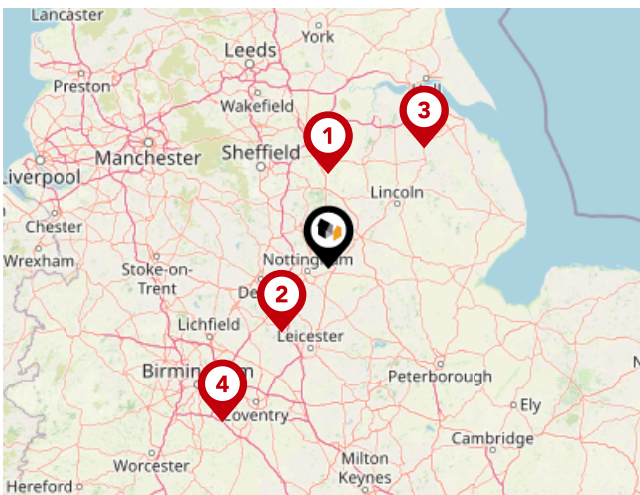 Lancaster
York
Leeds
Preston
Wakefield
3
1
Manchester
Sheffield
Liverpool
Lincoln
Chester
Nottingham
Wrexham
Stoke-on-
Trent
2
Lichfield
Leicester
4
Peterborough
Coventry
Ely
Cambridge
Worcester
Milton
Keynes
Hereford